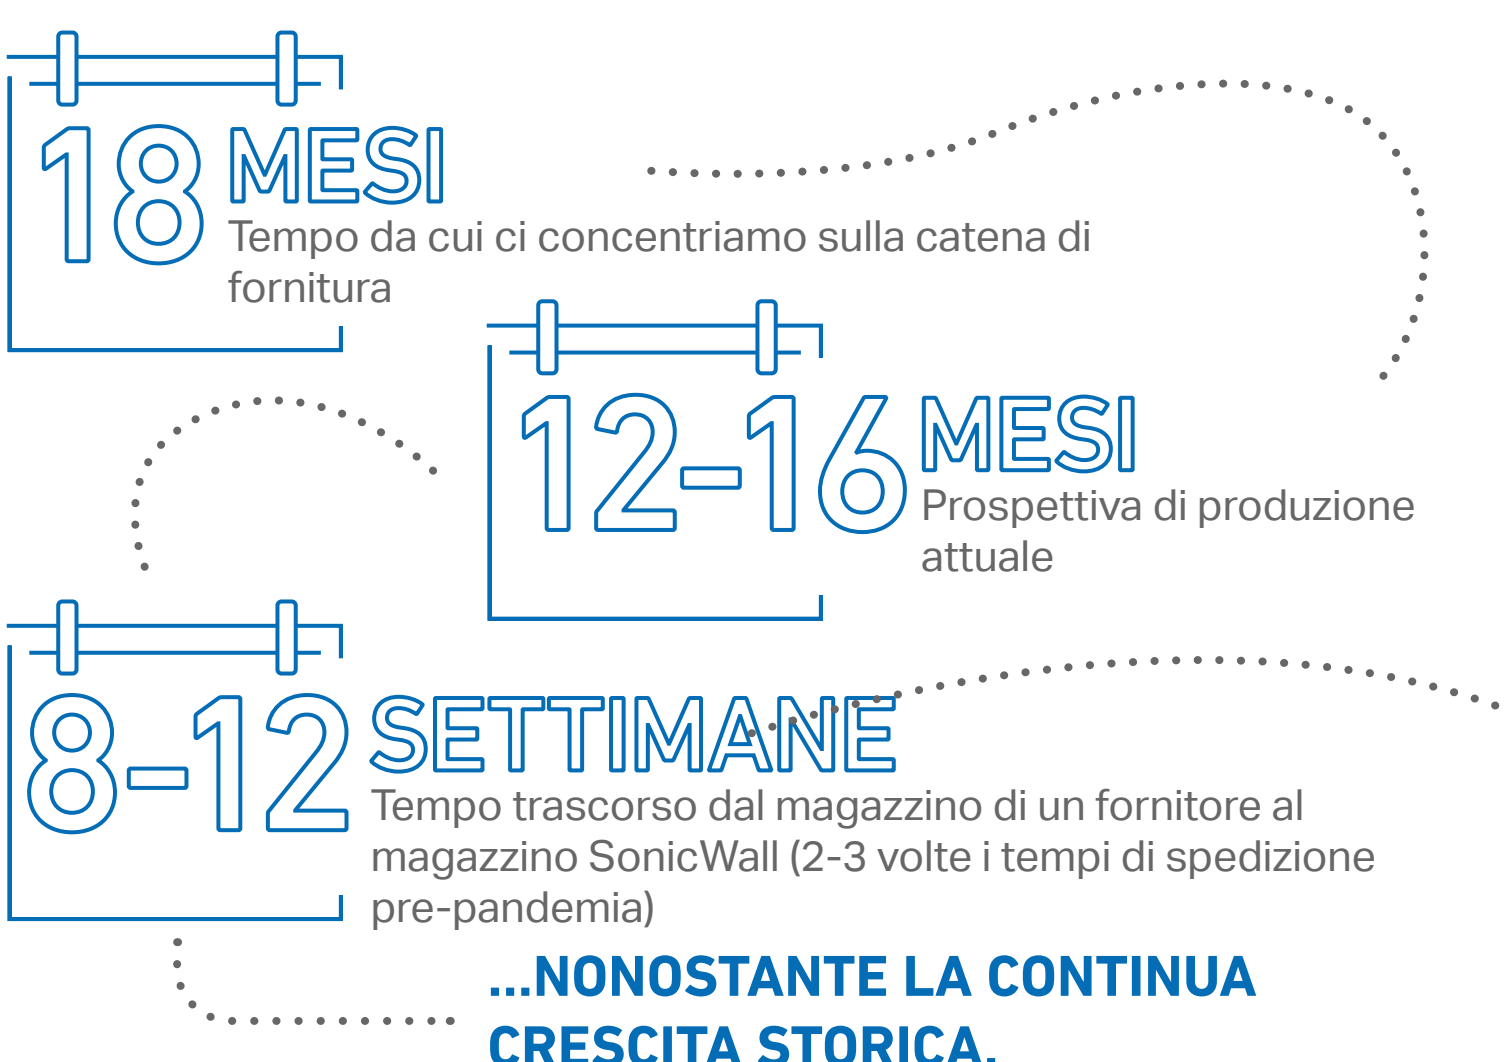 18 MESI
Tempo da cui ci concentriamo sulla catena di
fornitura
12-16 MESI
Prospettiva di produzione
attuale
8-12 SETTIMANE
Tempo trascorso dal magazzino di un fornitore al
magazzino SonicWall (2-3 volte i tempi di spedizione
pre-pandemia)
...NONOSTANTE LA CONTINUA
CRESCITA STORICA.